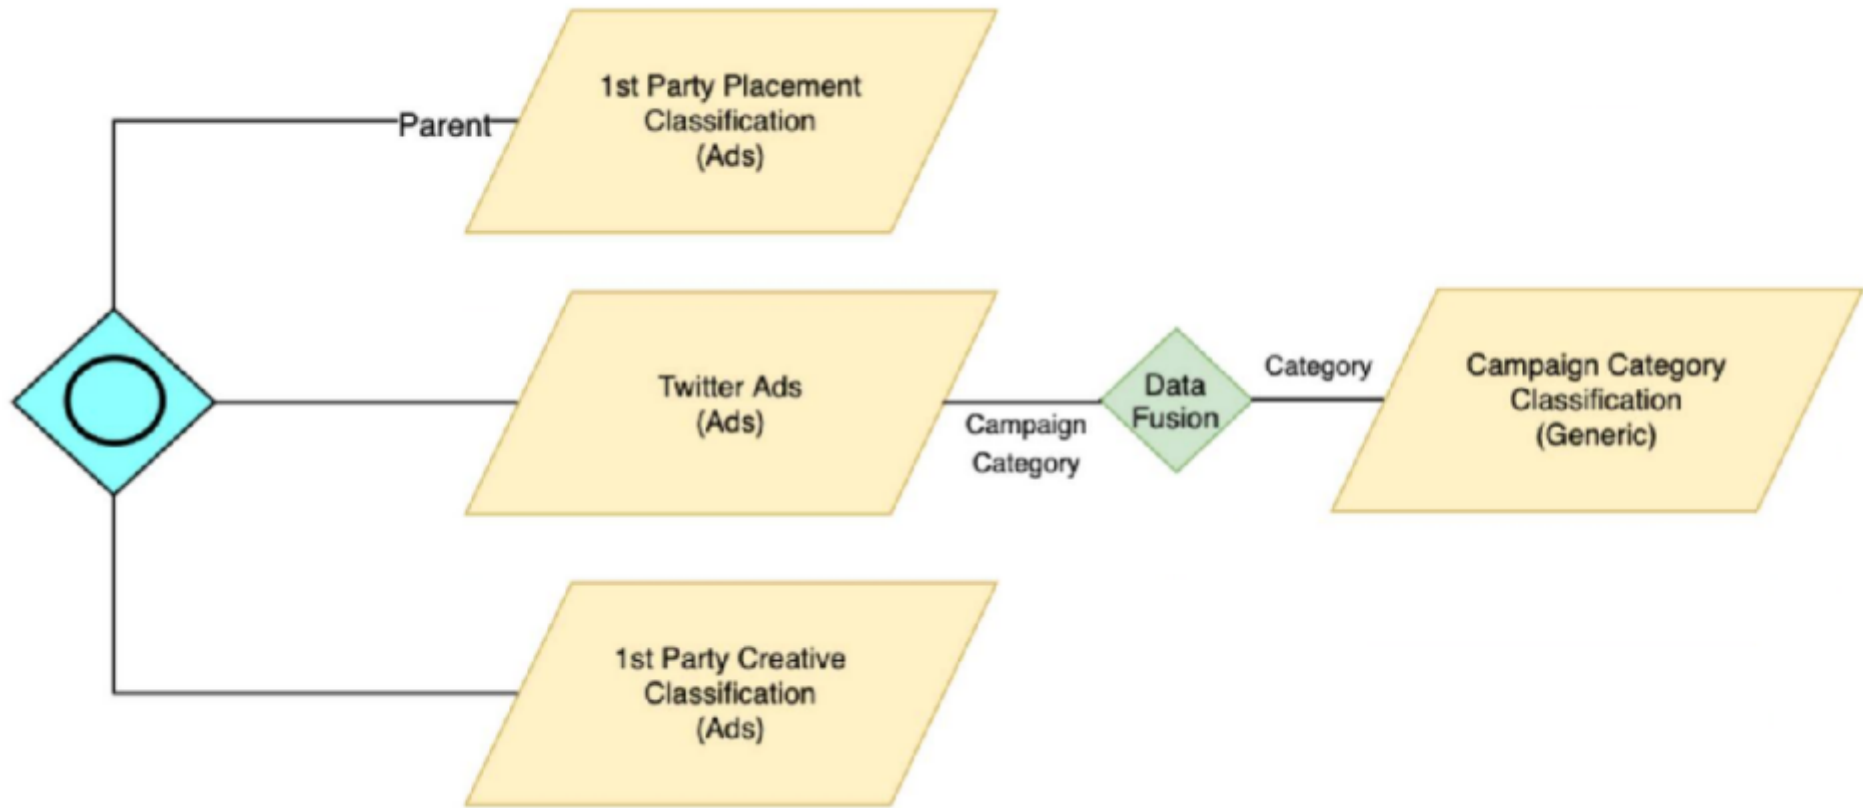 1st Party Placement
Classification
(Ads)
Parent
Twitter Ads
(Ads)
Campaign
Category
Data
Fusion
Category
Campaign Category
Classification
(Generic)
1st Party Creative
Classification
(Ads)